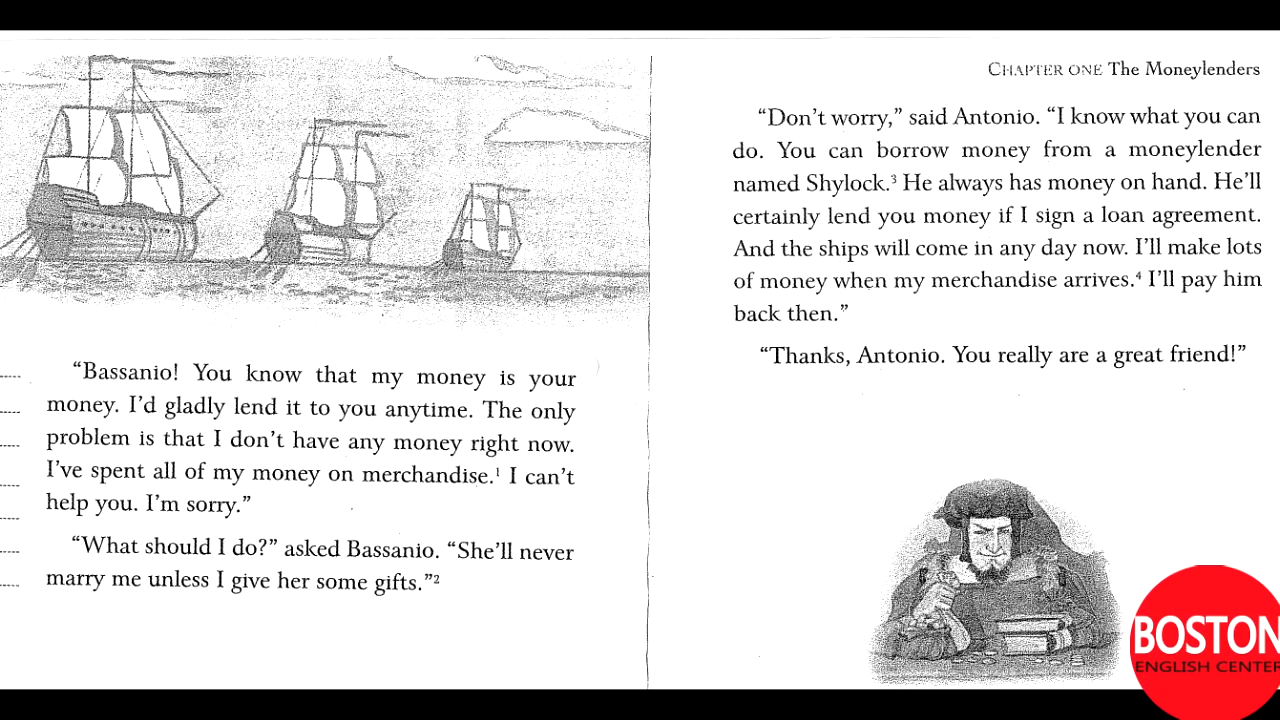 “Bassanio! You know that my money is your
money. I’d gladly lend it to you anytime. The only
problem is that I don’t have any money right now.
I’ve spent all of my money on merchandise.¹ I can’t
help you. I’m sorry.”
“What should I do?” asked Bassanio. “She’ll never
marry me unless I give her some gifts.”²
CHAPTER ONE The Moneylenders
“Don’t worry,” said Antonio. “I know what you can
do. You can borrow money from a moneylender
named Shylock.³ He always has money on hand. He’ll
certainly lend you money if I sign a loan agreement.
And the ships will come in any day now. I’ll make lots
of money when my merchandise arrives.⁴ I’ll pay him
back then.”
“Thanks, Antonio. You really are a great friend!”
BOSTON
ENGLISH CENTER